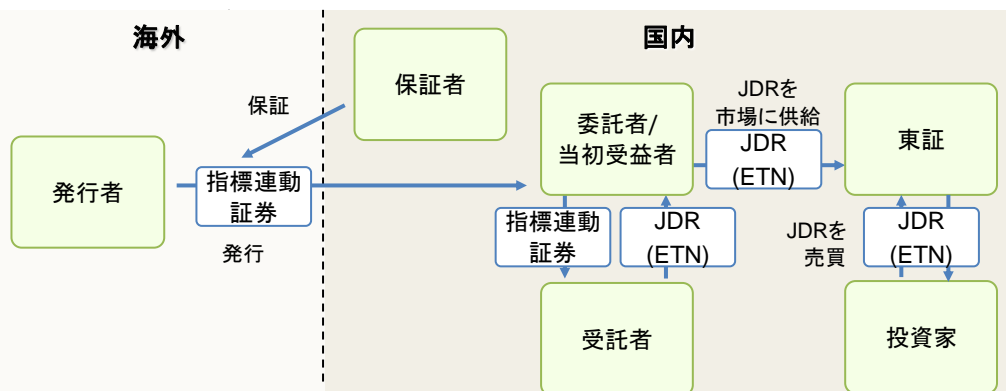 海外
国内
保証者
保証
発行者
指標連動
証券
発行
委託者/
当初受益者
JDRを
市場に供給
JDR
(ETN)
東証
指標連動
証券
JDR
(ETN)
JDRを
売買
JDR
(ETN)
受託者
投資家